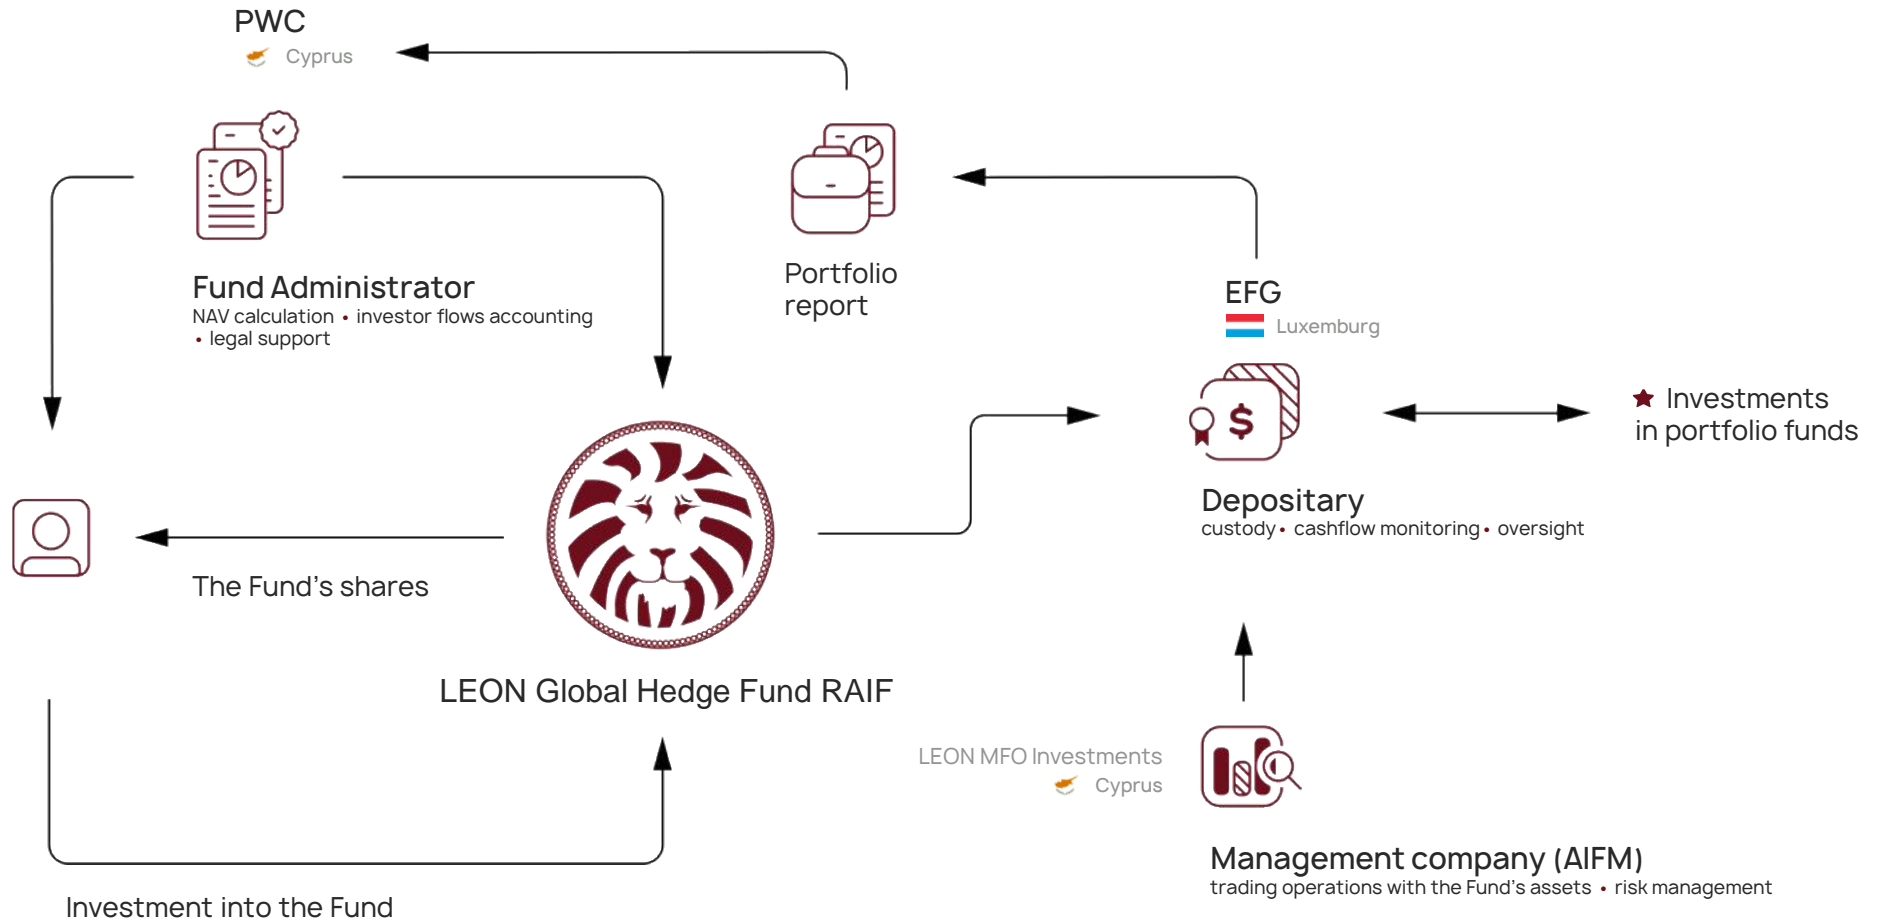 PWC
Cyprus
Fund Administrator
NAV calculation • investor flows accounting
• legal support
Portfolio
report
EFG
Luxemburg
Investments
in portfolio funds
Depositary
custody • cashflow monitoring • oversight
The Fund's shares
LEON Global Hedge Fund RAIF
LEON MFO Investments
Cyprus
Management company (AIFM)
trading operations with the Fund's assets • risk management
Investment into the Fund